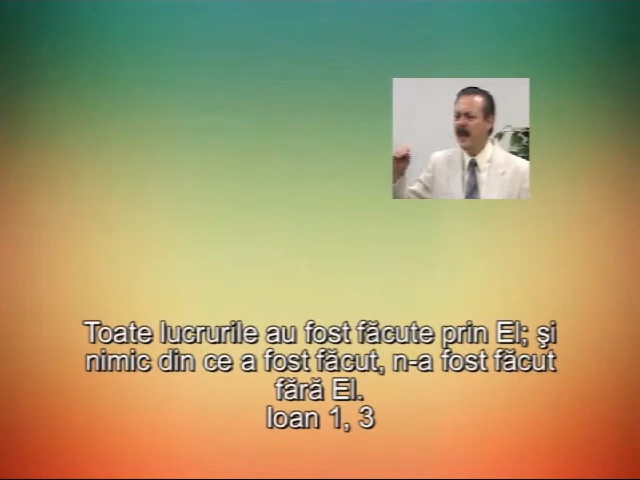 Toate lucrurile au fost făcute prin El; şi
nimic din ce a fost făcut, n-a fost făcut
fără El.
Ioan 1, 3